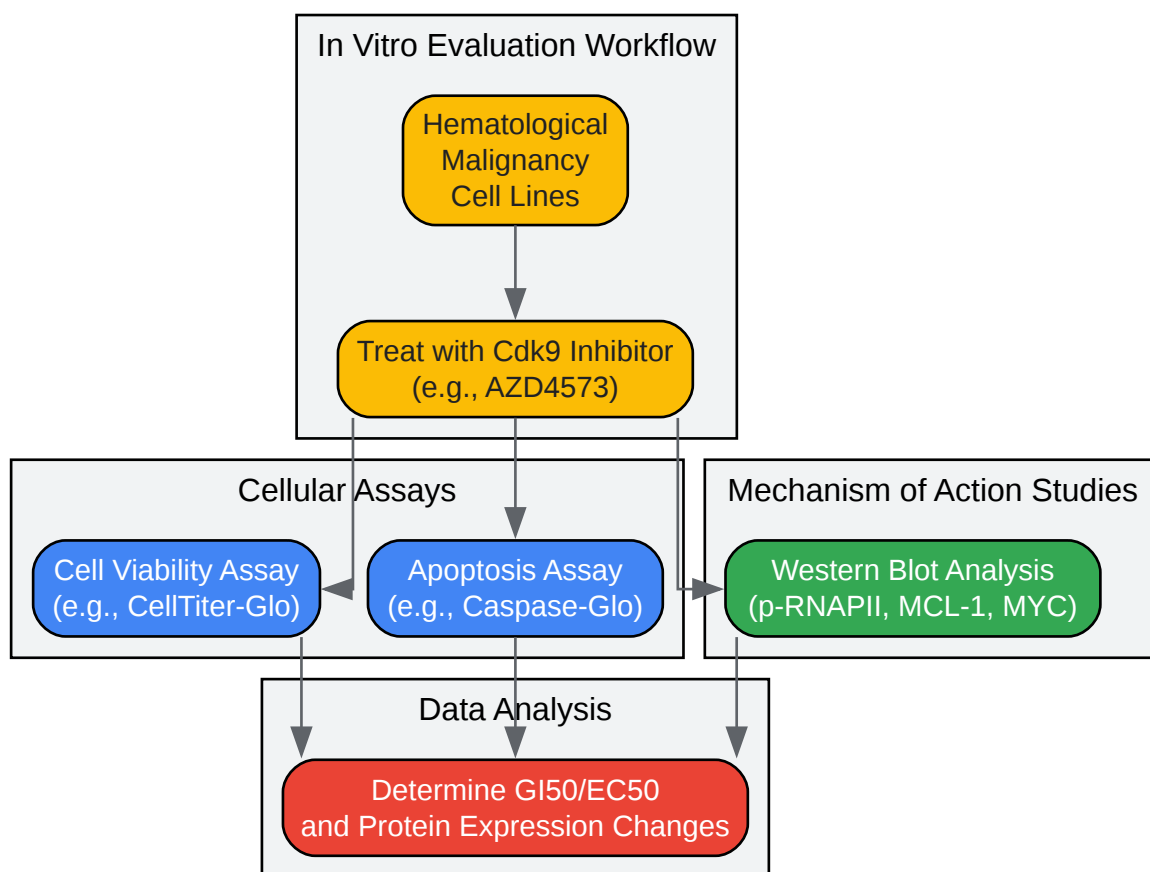 In Vitro Evaluation Workflow
Hematological
Malignancy
Cell Lines
Treat with Cdk9 Inhibitor
(e.g., AZD4573)
Cellular Assays
Cell Viability Assay
(e.g., CellTiter-Glo)
Apoptosis Assay
(e.g., Caspase-Glo)
Mechanism of Action Studies
Western Blot Analysis
(p-RNAPII, MCL-1, MYC)
Data Analysis
Determine GI50/EC50
and Protein Expression Changes